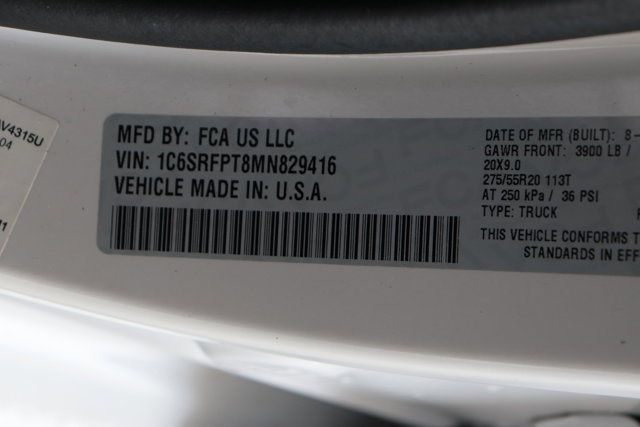 V4315U
04
11
MFD BY: FCA US LLC
VIN: 1C6SRFPT8MN829416
VEHICLE MADE IN: U.S.A.
DATE OF MFR (BUILT): 8-
GAWR FRONT: 3900 LB /
20X9.0
275/55R20 113T
AT 250 kPa / 36 PSI
TYPE: TRUCK
THIS VEHICLE CONFORMS T
STANDARDS IN EFF